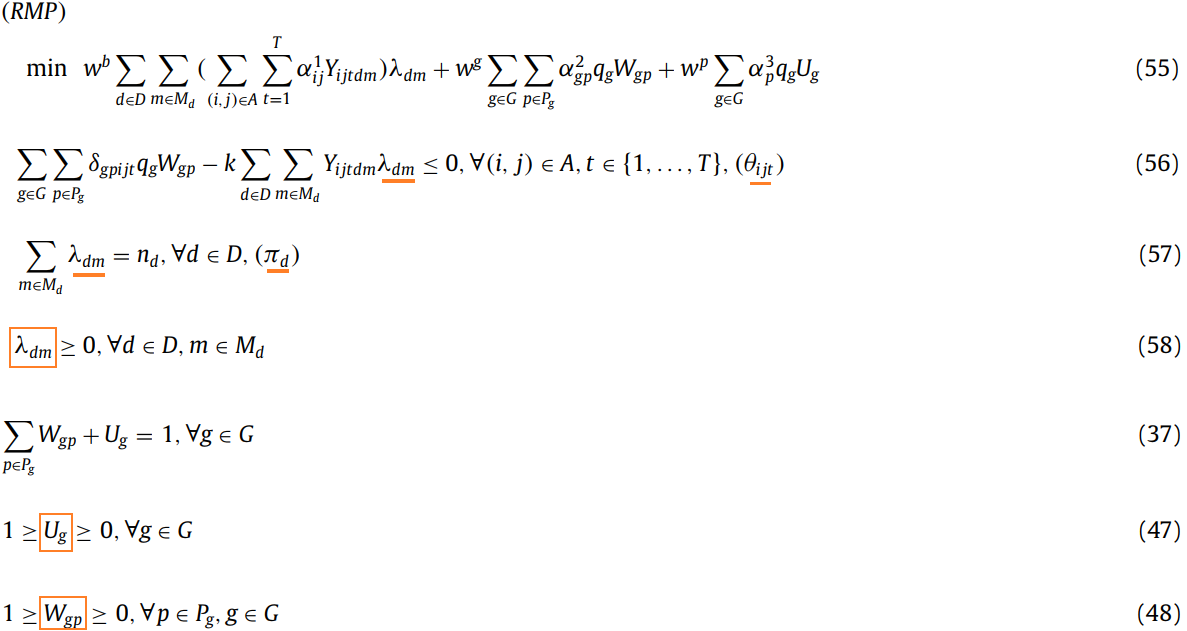 (RMP)
min w^b ∑_{d∈D} ∑_{m∈M_d} ( ∑_{(i,j)∈A} ∑_{t=1}^{T} α^1_{ij} Y_{ijtdm})λ_{dm} + w^g ∑_{g∈G} ∑_{p∈P_g} α^2_{gp} q_g W_{gp} + w^p ∑_{g∈G} α^3_p q_g U_g (55)
∑_{g∈G} ∑_{p∈P_g} δ_{gpijt} q_g W_{gp} − k ∑_{d∈D} ∑_{m∈M_d} Y_{ijtdm} λ_{dm} ≤ 0, ∀(i, j) ∈ A, t ∈ {1, . . . , T}, (θ_{ijt}) (56)
∑_{m∈M_d} λ_{dm} = n_d, ∀d ∈ D, (π_d) (57)
λ_{dm} ≥ 0, ∀d ∈ D, m ∈ M_d (58)
∑_{p∈P_g} W_{gp} + U_g = 1, ∀g ∈ G (37)
1 ≥ U_g ≥ 0, ∀g ∈ G (47)
1 ≥ W_{gp} ≥ 0, ∀p ∈ P_g, g ∈ G (48)